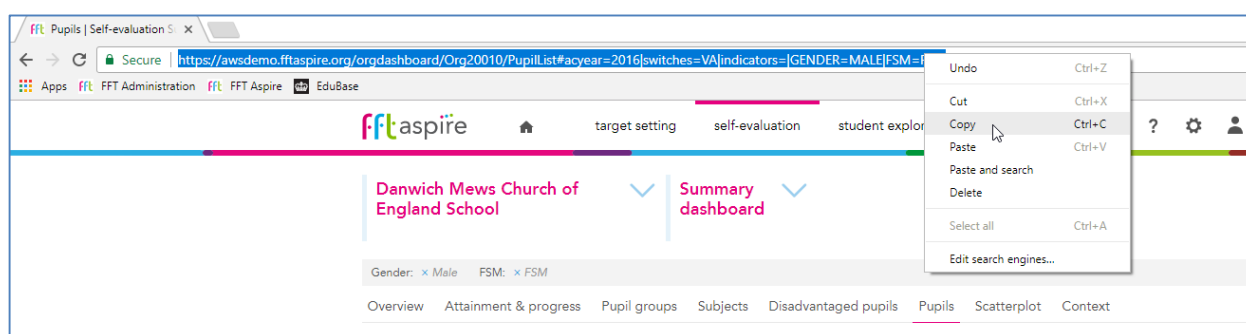 fft Pupils | Self-evaluation S
Secure | https://awsdemo.fftaspire.org/orgdashboard/Org20010/PupilList#acyear=2016|switches=VA|indicators=|GENDER=MALE|FSM=
Apps fft FFT Administration fft FFT Aspire EduBase
Undo Ctrl+Z
Cut Ctrl+X
Copy Ctrl+C
Paste Ctrl+V
Paste and search
Delete
Select all Ctrl+A
Edit search engines...
fft aspire target setting self-evaluation student explor ?
Danwich Mews Church of
England School
Summary
dashboard
Gender: × Male FSM: × FSM
Overview Attainment & progress Pupil groups Subjects Disadvantaged pupils Pupils Scatterplot Context